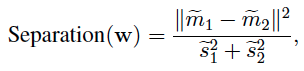 Separation(w) = ‖m̃₁ − m̃₂‖² / (s̃₁² + s̃₂²),